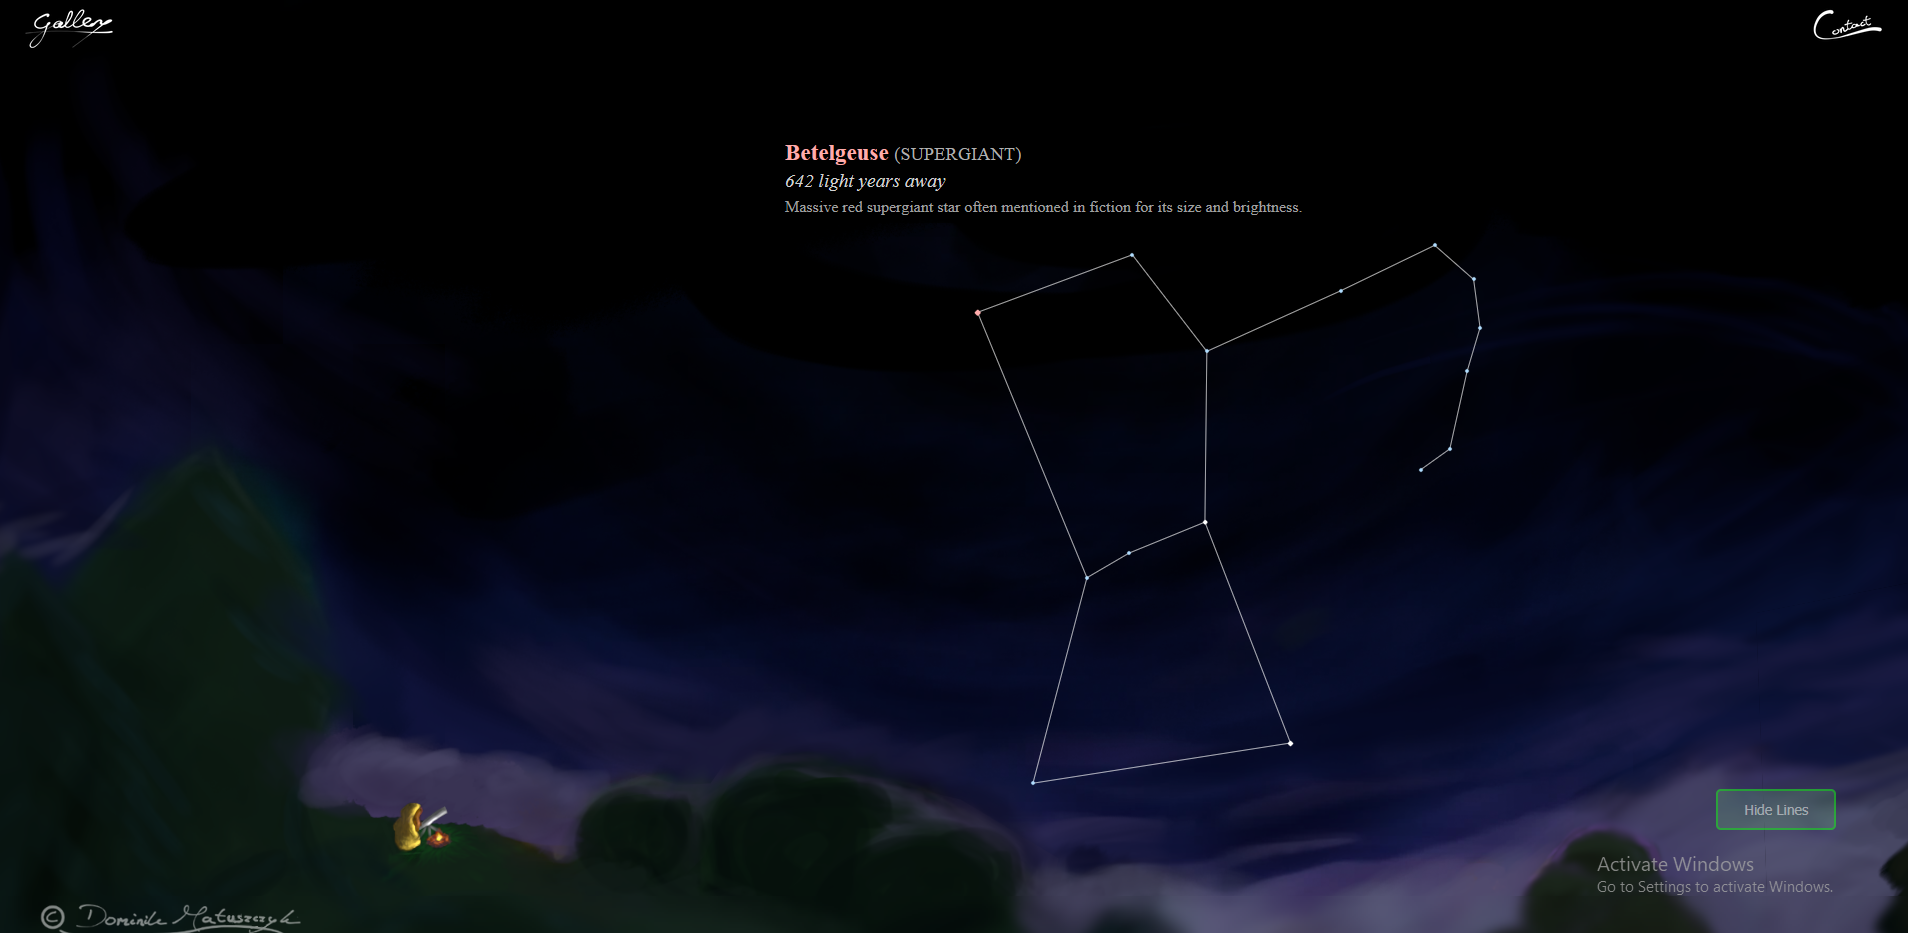 Gallery
Contact
Betelgeuse (SUPERGIANT)
642 light years away
Massive red supergiant star often mentioned in fiction for its size and brightness.
Hide Lines
Activate Windows
Go to Settings to activate Windows.
© Dominik Matuszczyk